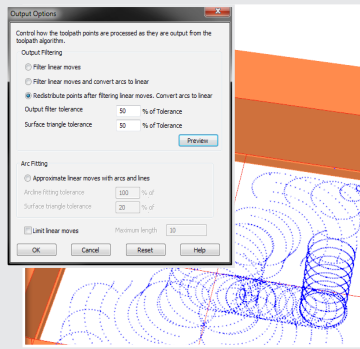 Output Options
Control how the toolpath points are processed as they are output from the
toolpath algorithm.
Output Filtering
Filter linear moves
Filter linear moves and convert arcs to linear
Redistribute points after filtering linear moves. Convert arcs to linear
Output filter tolerance 50 % of Tolerance
Surface triangle tolerance 50 % of Tolerance
Preview
Arc Fitting
Approximate linear moves with arcs and lines
Arcline fitting tolerance 100 % of
Surface triangle tolerance 20 % of
Limit linear moves Maximum length 10
OK Cancel Reset Help